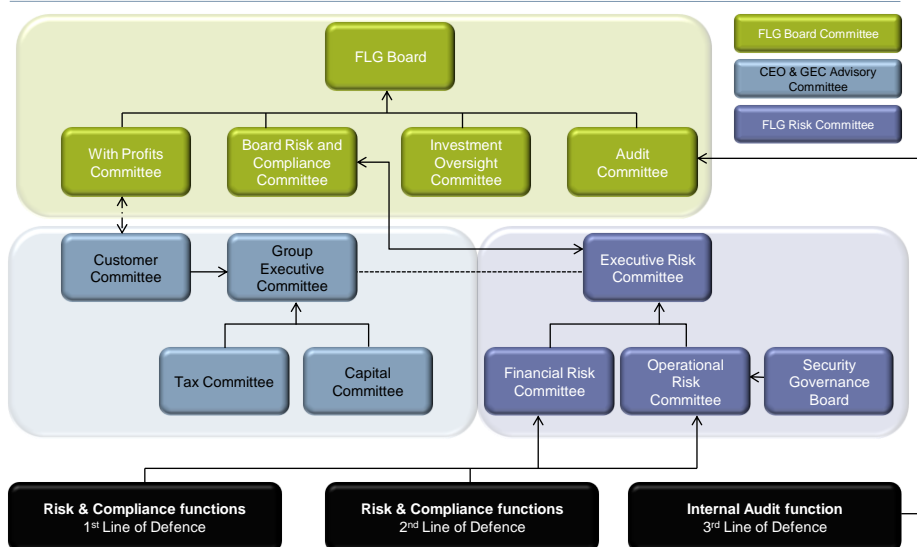 FLG Board
FLG Board Committee
CEO & GEC Advisory
Committee
FLG Risk Committee
With Profits
Committee
Board Risk and
Compliance
Committee
Investment
Oversight
Committee
Audit
Committee
Customer
Committee
Group
Executive
Committee
Executive Risk
Committee
Tax Committee
Capital
Committee
Financial Risk
Committee
Operational
Risk
Committee
Security
Governance
Board
Risk & Compliance functions
1st Line of Defence
Risk & Compliance functions
2nd Line of Defence
Internal Audit function
3rd Line of Defence